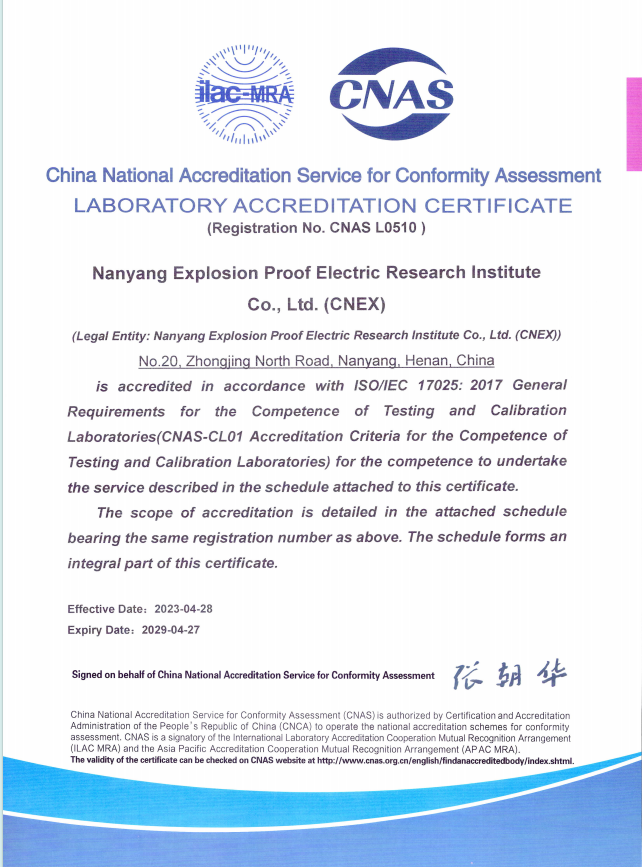 ilac-MRA
CNAS
China National Accreditation Service for Conformity Assessment
LABORATORY ACCREDITATION CERTIFICATE
(Registration No. CNAS L0510 )
Nanyang Explosion Proof Electric Research Institute
Co., Ltd. (CNEX)
(Legal Entity: Nanyang Explosion Proof Electric Research Institute Co., Ltd. (CNEX))
No.20, Zhongjing North Road, Nanyang, Henan, China
is accredited in accordance with ISO/IEC 17025: 2017 General
Requirements for the Competence of Testing and Calibration
Laboratories(CNAS-CL01 Accreditation Criteria for the Competence of
Testing and Calibration Laboratories) for the competence to undertake
the service described in the schedule attached to this certificate.
The scope of accreditation is detailed in the attached schedule
bearing the same registration number as above. The schedule forms an
integral part of this certificate.
Effective Date：2023-04-28
Expiry Date：2029-04-27
Signed on behalf of China National Accreditation Service for Conformity Assessment 张朝华
China National Accreditation Service for Conformity Assessment (CNAS) is authorized by Certification and Accreditation
Administration of the People`s Republic of China (CNCA) to operate the national accreditation schemes for conformity
assessment. CNAS is a signatory of the International Laboratory Accreditation Cooperation Mutual Recognition Arrangement
(ILAC MRA) and the Asia Pacific Accreditation Cooperation Mutual Recognition Arrangement (APAC MRA).
The validity of the certificate can be checked on CNAS website at http://www.cnas.org.cn/english/findanaccreditedbody/index.shtml.